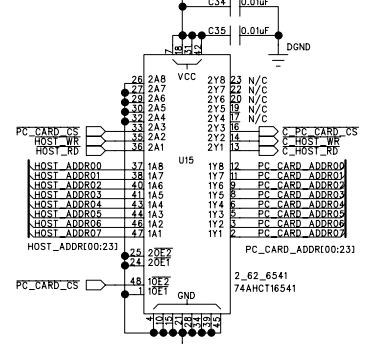 C34 0.01uF
C35 0.01uF
DGND
7 18 31 42
VCC
26 2A8 2Y8 23 N/C
27 2A7 2Y7 22 N/C
29 2A6 2Y6 20 N/C
30 2A5 2Y5 19 N/C
32 2A4 2Y4 17 N/C
PC_CARD_CS 33 2A3 2Y3 16 C_PC_CARD_CS
HOST_WR 35 2A2 2Y2 14 C_HOST_WR
HOST_RD 36 2A1 2Y1 13 C_HOST_RD
U15
HOST_ADDR00 37 1A8 1Y8 12 PC_CARD_ADDR00
HOST_ADDR01 38 1A7 1Y7 11 PC_CARD_ADDR01
HOST_ADDR02 40 1A6 1Y6 9 PC_CARD_ADDR02
HOST_ADDR03 41 1A5 1Y5 8 PC_CARD_ADDR03
HOST_ADDR04 43 1A4 1Y4 6 PC_CARD_ADDR04
HOST_ADDR05 44 1A3 1Y3 5 PC_CARD_ADDR05
HOST_ADDR06 46 1A2 1Y2 3 PC_CARD_ADDR06
HOST_ADDR07 47 1A1 1Y1 2 PC_CARD_ADDR07
HOST_ADDR[00:23] PC_CARD_ADDR[00:23]
25 2OE2
24 2OE1
PC_CARD_CS 48 1OE2 2_62_6541
1 1OE1 74AHCT16541
GND
4 10 15 21 28 34 39 45